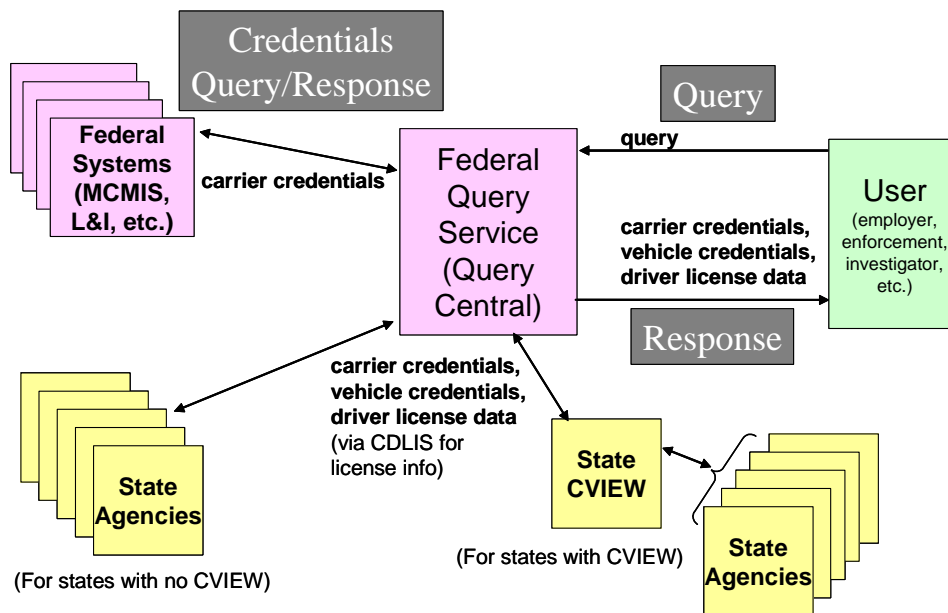 Credentials
Query/Response
Query
Federal
Systems
(MCMIS,
L&I, etc.)
carrier credentials
Federal
Query
Service
(Query
Central)
query
User
(employer,
enforcement,
investigator,
etc.)
carrier credentials,
vehicle credentials,
driver license data
Response
carrier credentials,
vehicle credentials,
driver license data
(via CDLIS for
license info)
State
Agencies
(For states with no CVIEW)
State
CVIEW
(For states with CVIEW)
State
Agencies